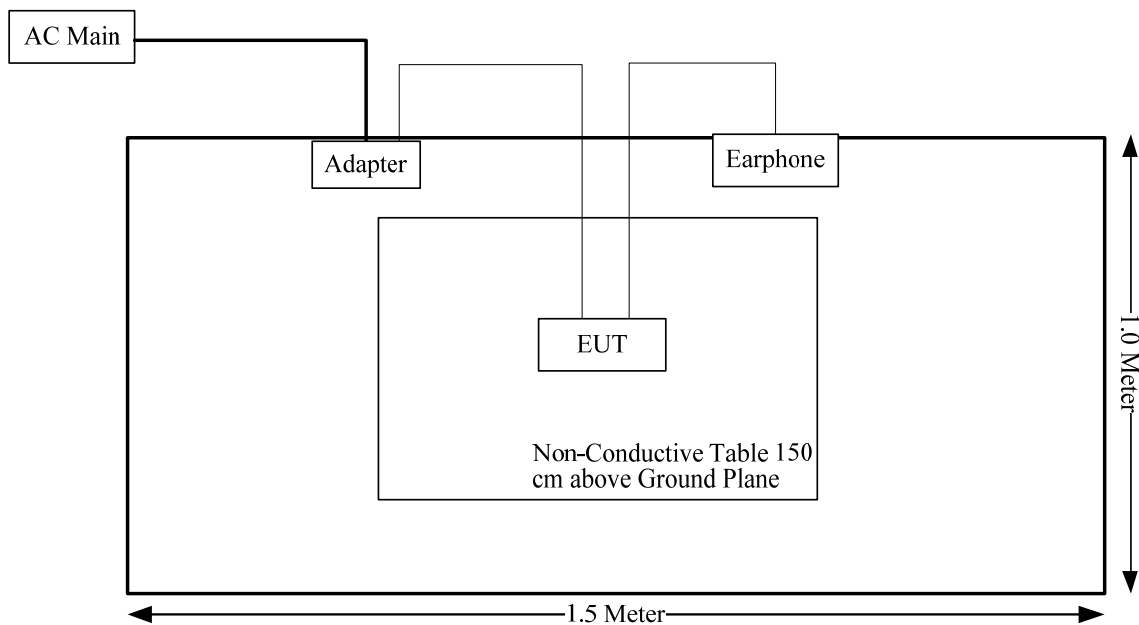 AC Main
Adapter
Earphone
EUT
Non-Conductive Table 150
cm above Ground Plane
1.0 Meter
1.5 Meter